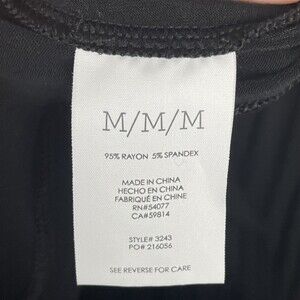 M/M/M
95% RAYON 5% SPANDEX
MADE IN CHINA
HECHO EN CHINA
FABRIQUÉ EN CHINE
RN#54077
CA#59814
STYLE# 3243
PO# 216056
SEE REVERSE FOR CARE